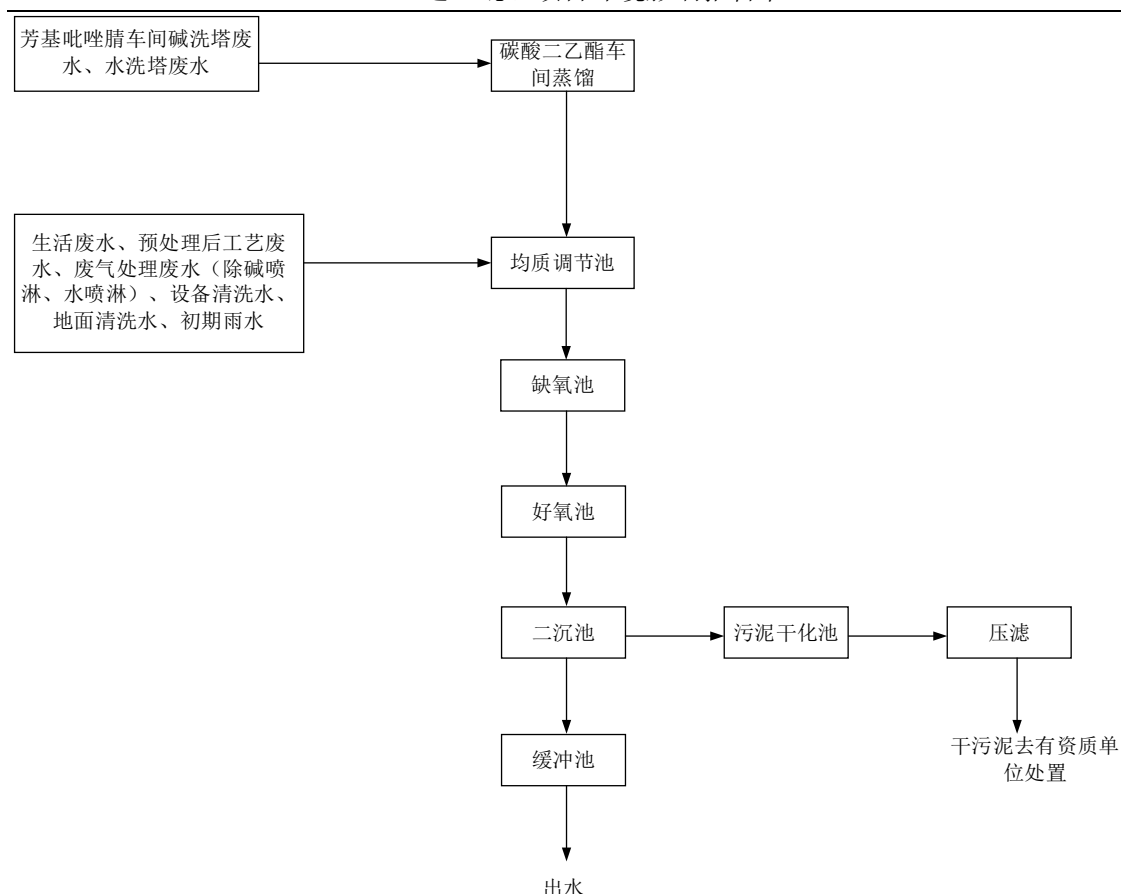 芳基吡唑腈车间碱洗塔废
水、水洗塔废水
碳酸二乙酯车
间蒸馏
生活废水、预处理后工艺废
水、废气处理废水（除碱喷
淋、水喷淋）、设备清洗水、
地面清洗水、初期雨水
均质调节池
缺氧池
好氧池
二沉池
污泥干化池
压滤
缓冲池
干污泥去有资质单
位处置
出水